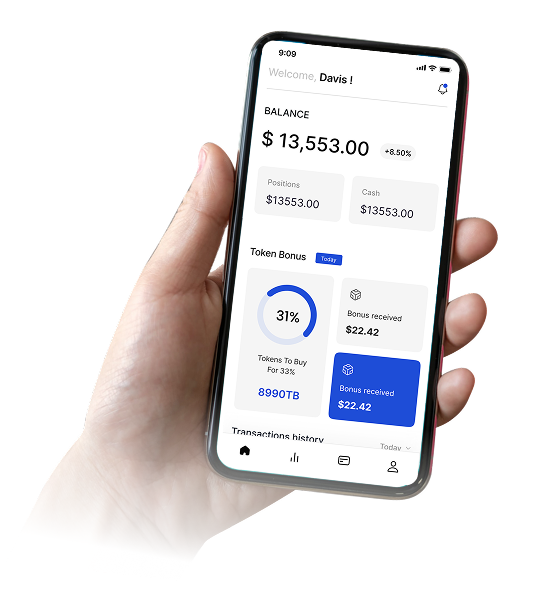 9:09
Welcome, Davis !
BALANCE
$ 13,553.00 +8.50%
Positions
$13553.00
Cash
$13553.00
Token Bonus Today
31%
Tokens To Buy
For 33%
8990TB
Bonus received
$22.42
Bonus received
$22.42
Transactions history Today